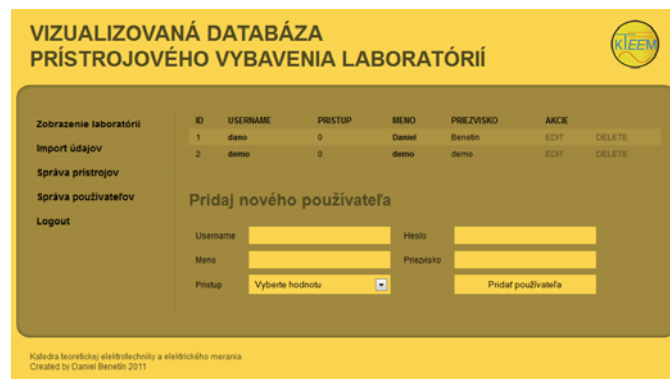 VIZUALIZOVANÁ DATABÁZA
PRÍSTROJOVÉHO VYBAVENIA LABORATÓRIÍ
KTEEM
Zobrazenie laboratórií
Import údajov
Správa prístrojov
Správa používateľov
Logout
ID USERNAME PRISTUP MENO PRIEZVISKO AKCIE
1 dano 0 Daniel Benetin EDIT DELETE
2 demo 0 demo demo EDIT DELETE
Pridaj nového používateľa
Username Heslo
Meno Priezvisko
Pristup Vyberte hodnotu Pridať používateľa
Katedra teoretickej elektrotechniky a elektrického merania
Created by Daniel Benetín 2011